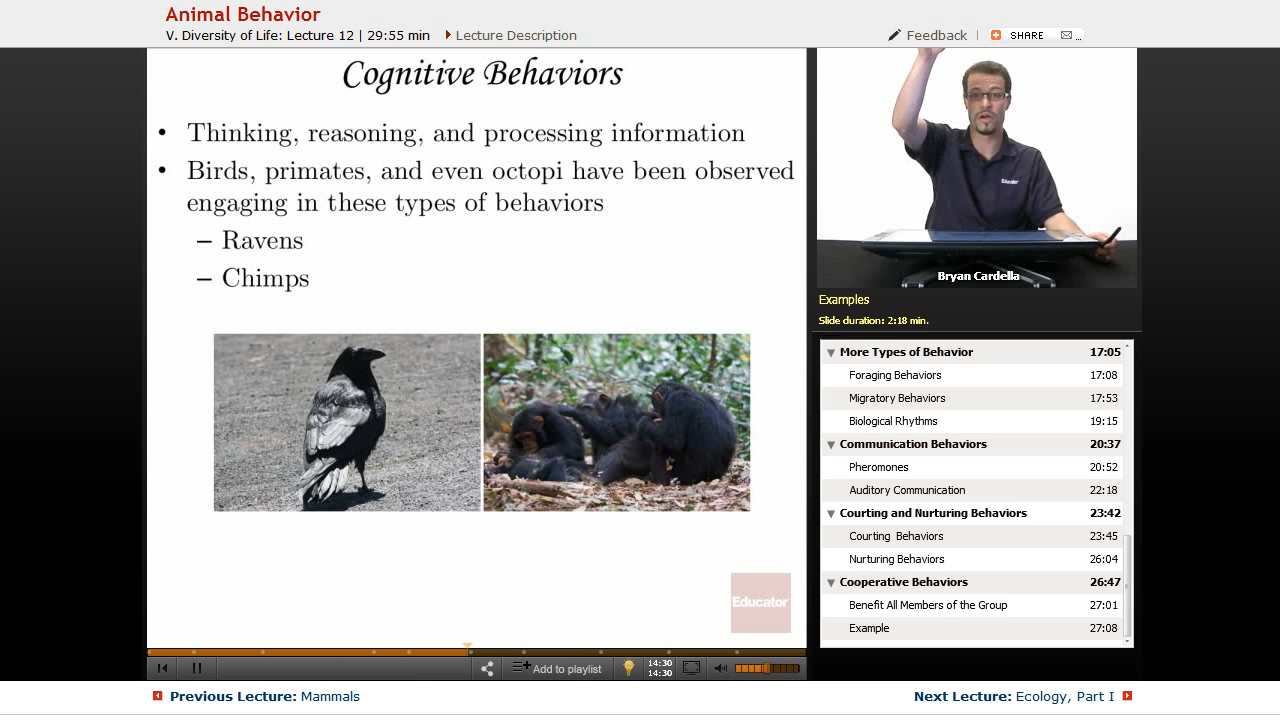 Animal Behavior
V. Diversity of Life: Lecture 12 | 29:55 min
Lecture Description
Feedback
SHARE
...
Cognitive Behaviors
• Thinking, reasoning, and processing information
• Birds, primates, and even octopi have been observed
engaging in these types of behaviors
– Ravens
– Chimps
Educator
Add to playlist
14:30
14:30
Educator
Bryan Cardella
Examples
Slide duration: 2:18 min.
More Types of Behavior 17:05
Foraging Behaviors 17:08
Migratory Behaviors 17:53
Biological Rhythms 19:15
Communication Behaviors 20:37
Pheromones 20:52
Auditory Communication 22:18
Courting and Nurturing Behaviors 23:42
Courting Behaviors 23:45
Nurturing Behaviors 26:04
Cooperative Behaviors 26:47
Benefit All Members of the Group 27:01
Example 27:08
Previous Lecture: Mammals
Next Lecture: Ecology, Part I